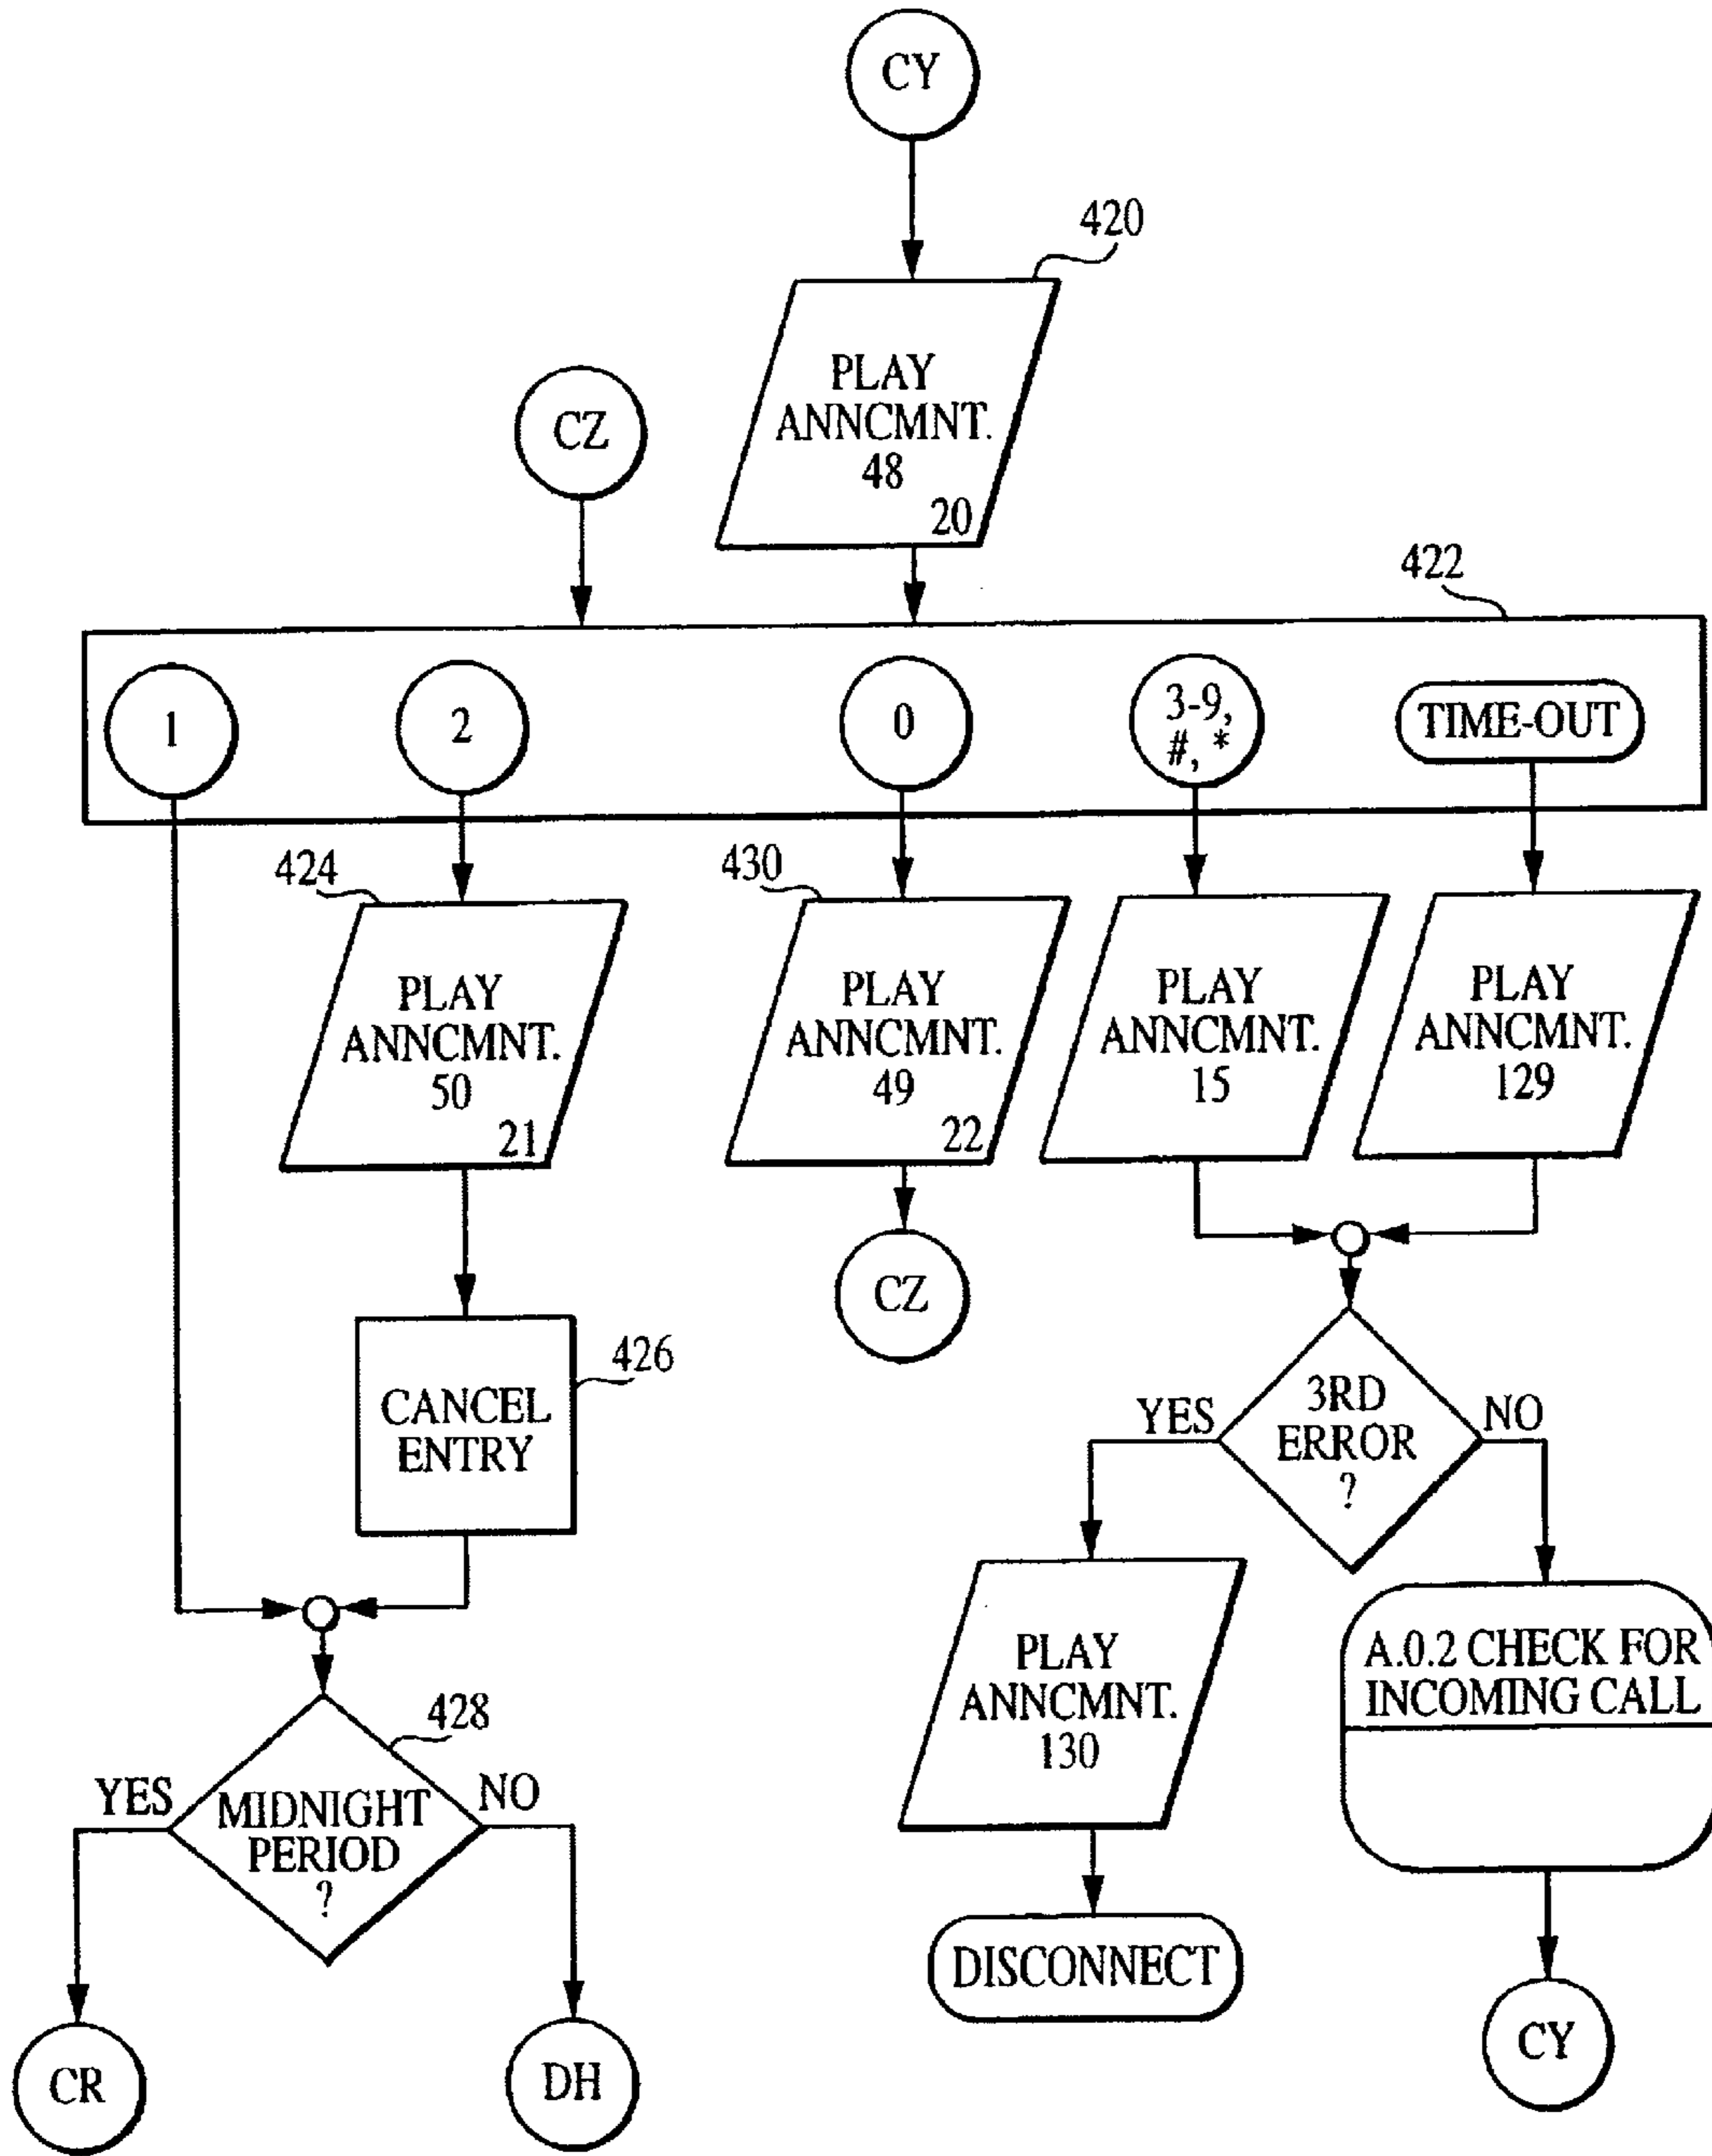 CY
420
PLAY
ANNCMNT.
48
20
CZ
422
1
2
0
3-9,
#, *
TIME-OUT
424
PLAY
ANNCMNT.
50
21
430
PLAY
ANNCMNT.
49
22
PLAY
ANNCMNT.
15
PLAY
ANNCMNT.
129
CZ
426
CANCEL
ENTRY
YES
3RD
ERROR
?
NO
PLAY
ANNCMNT.
130
A.0.2 CHECK FOR
INCOMING CALL
428
YES
MIDNIGHT
PERIOD
?
NO
DISCONNECT
CR
DH
CY